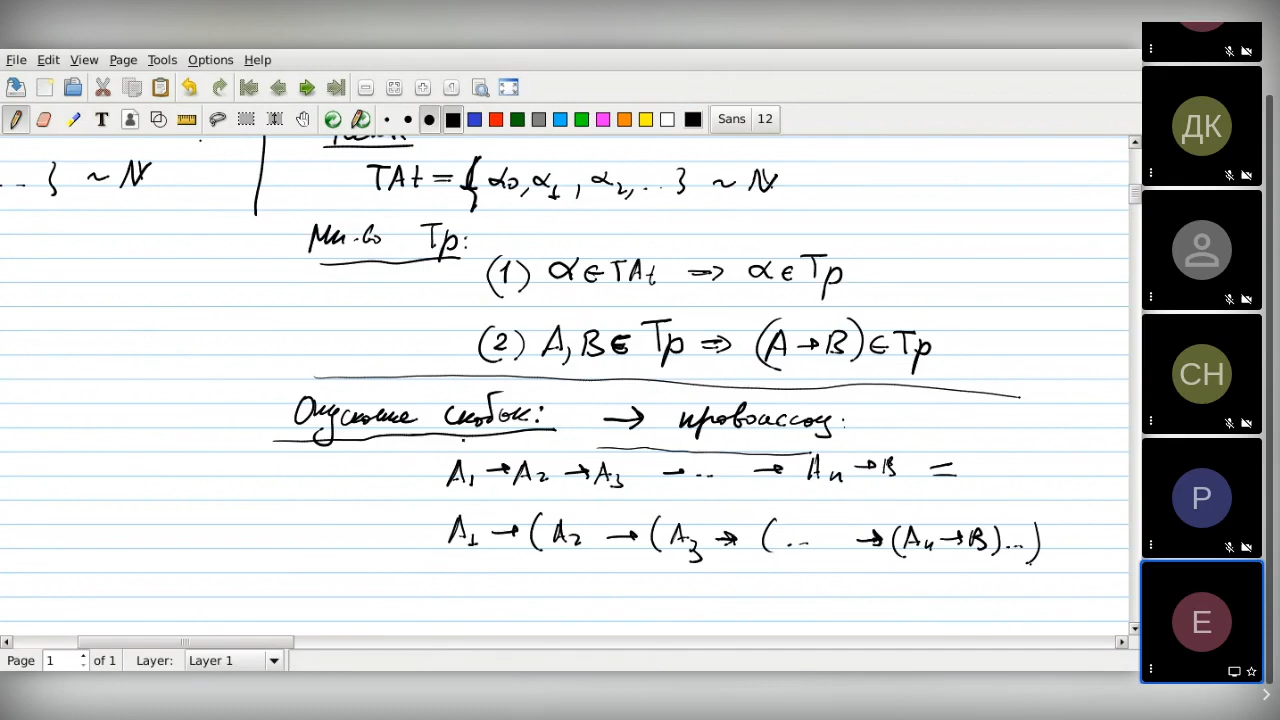 File Edit View Page Tools Options Help
Sans 12
... } ~ ℕ
TAt = { α₀, α₁, α₂, ... } ~ ℕ
Мн-во Tp:
(1) α ∈ TAt ⇒ α ∈ Tp
(2) A, B ∈ Tp ⇒ (A → B) ∈ Tp
Опускание скобок: → правоассоц:
A₁ → A₂ → A₃ → ... → Aₙ → B =
A₁ → (A₂ → (A₃ → (... → (Aₙ → B)...)
Page 1 of 1 Layer: Layer 1
ДК
СН
Р
Е